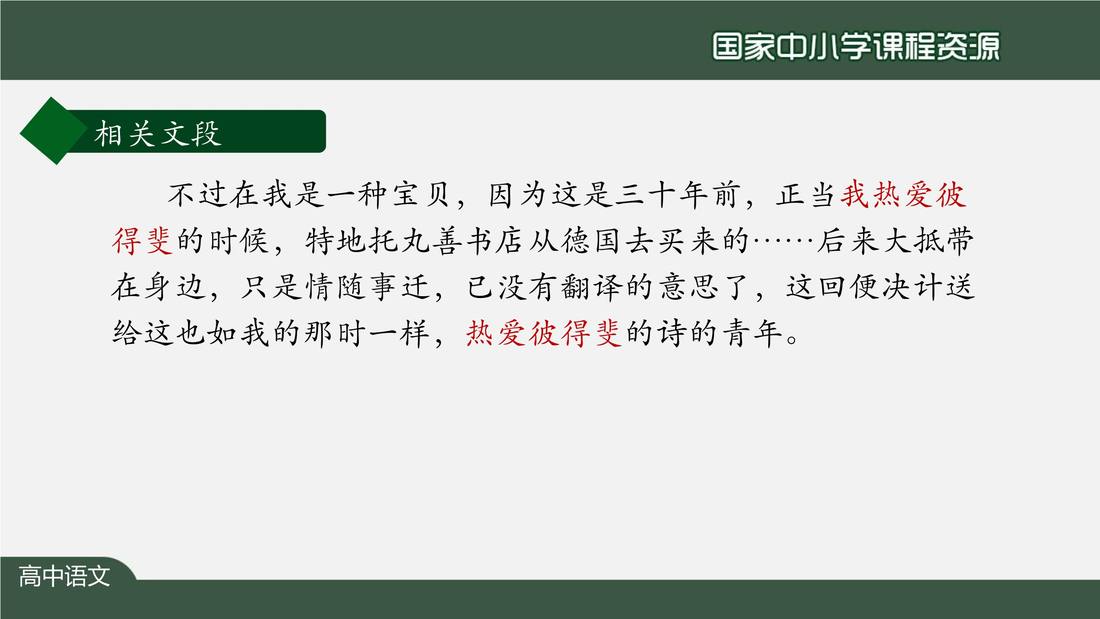 国家中小学课程资源
相关文段
不过在我是一种宝贝，因为这是三十年前，正当我热爱彼
得斐的时候，特地托丸善书店从德国去买来的……后来大抵带
在身边，只是情随事迁，已没有翻译的意思了，这回便决计送
给这也如我的那时一样，热爱彼得斐的诗的青年。
高中语文